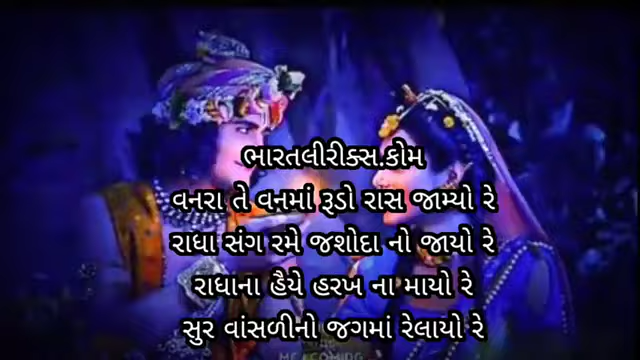 ભારતલીરીક્સ.કોમ
વનરા તે વનમાં રૂડો રાસ જામ્યો રે
રાધા સંગ રમે જશોદા નો જાયો રે
રાધાના હૈયે હરખ ના માયો રે
સુર વાંસળીનો જગમાં રેલાયો રે